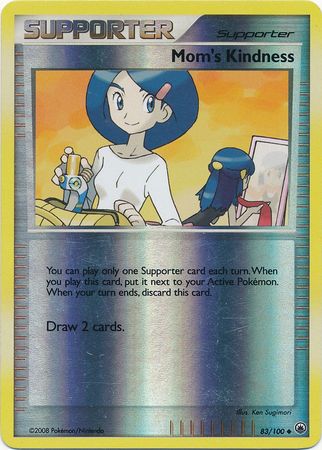 SUPPORTER Supporter
Mom's Kindness
You can play only one Supporter card each turn. When
you play this card, put it next to your Active Pokémon.
When your turn ends, discard this card.
Draw 2 cards.
Illus. Ken Sugimori
©2008 Pokémon/Nintendo 83/100